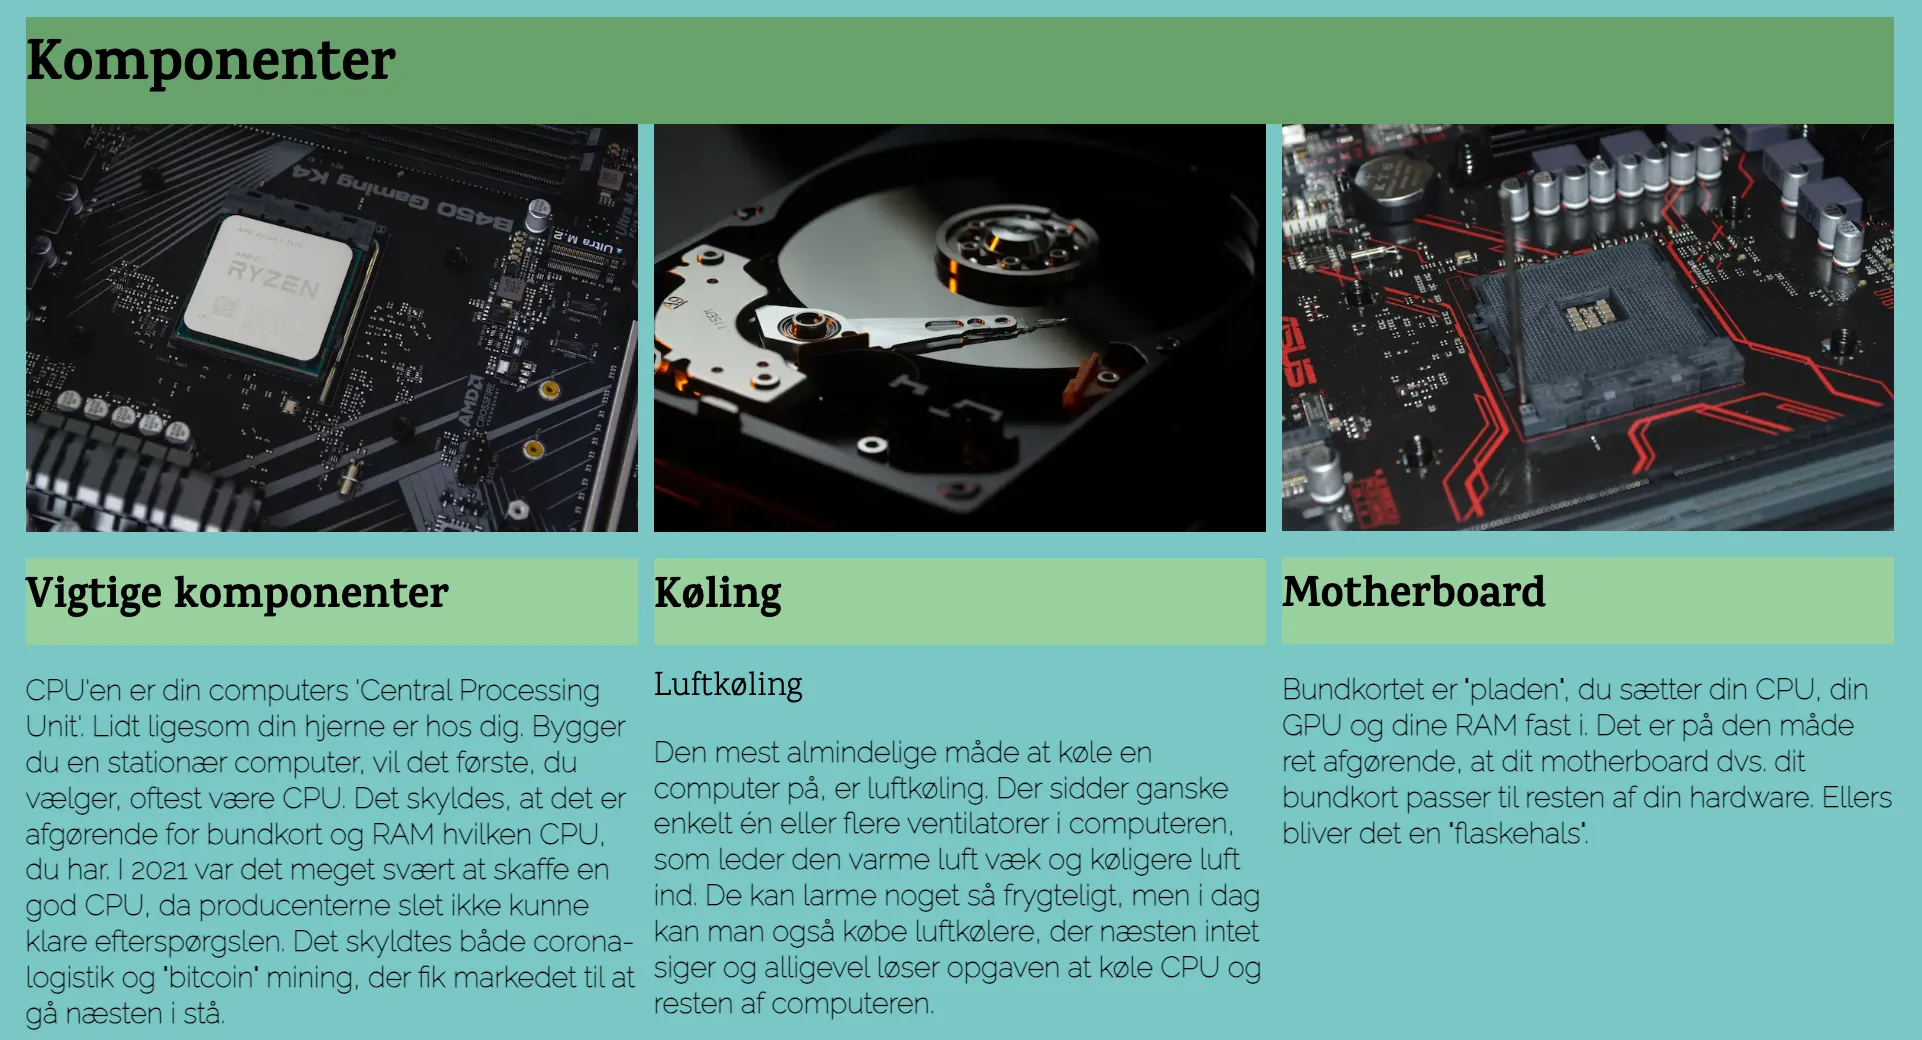 Komponenter
B450 Gaming K4
Ultra M.2
AMD
RYZEN
AMD
CROSSFIRE
Vigtige komponenter
CPU'en er din computers 'Central Processing
Unit'. Lidt ligesom din hjerne er hos dig. Bygger
du en stationær computer, vil det første, du
vælger, oftest være CPU. Det skyldes, at det er
afgørende for bundkort og RAM hvilken CPU,
du har. I 2021 var det meget svært at skaffe en
god CPU, da producenterne slet ikke kunne
klare efterspørgslen. Det skyldtes både corona-
logistik og "bitcoin" mining, der fik markedet til at
gå næsten i stå.
Køling
Luftkøling
Den mest almindelige måde at køle en
computer på, er luftkøling. Der sidder ganske
enkelt én eller flere ventilatorer i computeren,
som leder den varme luft væk og køligere luft
ind. De kan larme noget så frygteligt, men i dag
kan man også købe luftkølere, der næsten intet
siger og alligevel løser opgaven at køle CPU og
resten af computeren.
Motherboard
Bundkortet er "pladen", du sætter din CPU, din
GPU og dine RAM fast i. Det er på den måde
ret afgørende, at dit motherboard dvs. dit
bundkort passer til resten af din hardware. Ellers
bliver det en "flaskehals".